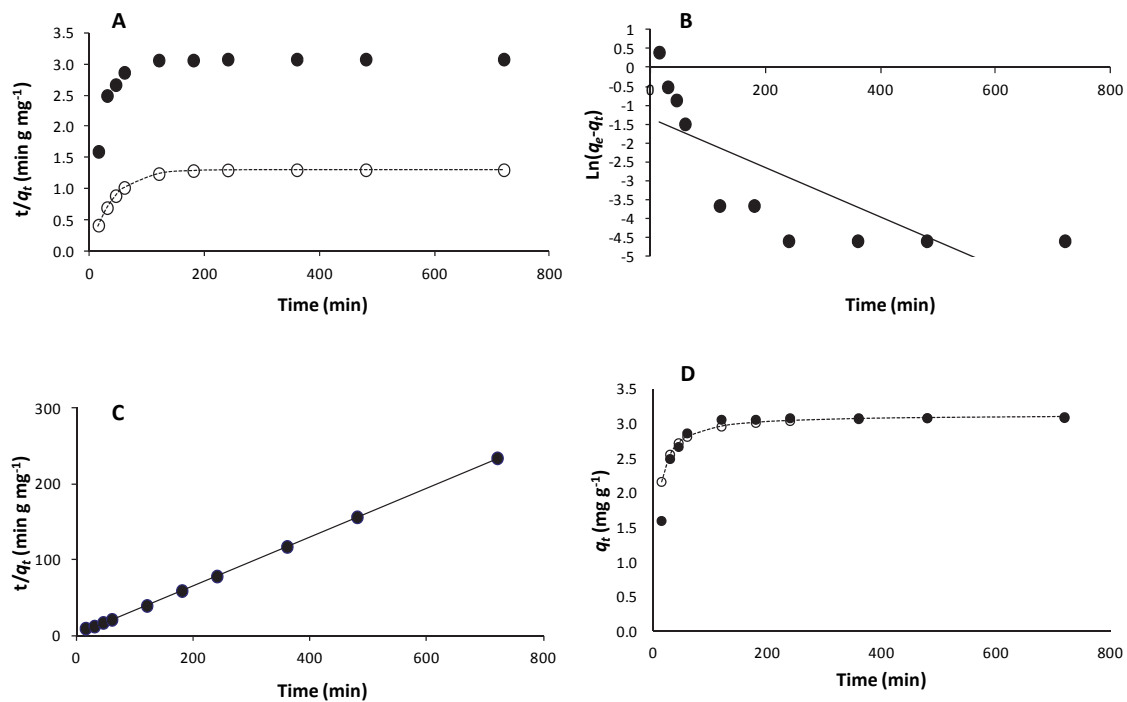 A
3.5
3.0
2.5
2.0
1.5
1.0
0.5
0.0
t/qt (min g mg-1)
0 200 400 600 800
Time (min)
B
1
0.5
0
-0.5
-1
-1.5
-2
-2.5
-3
-3.5
-4
-4.5
-5
Ln(qe-qt)
0 200 400 600 800
Time (min)
C
300
200
100
0
t/qt (min g mg-1)
0 200 400 600 800
Time (min)
D
3.5
3.0
2.5
2.0
1.5
1.0
0.5
0.0
qt (mg g-1)
0 200 400 600 800
Time (min)